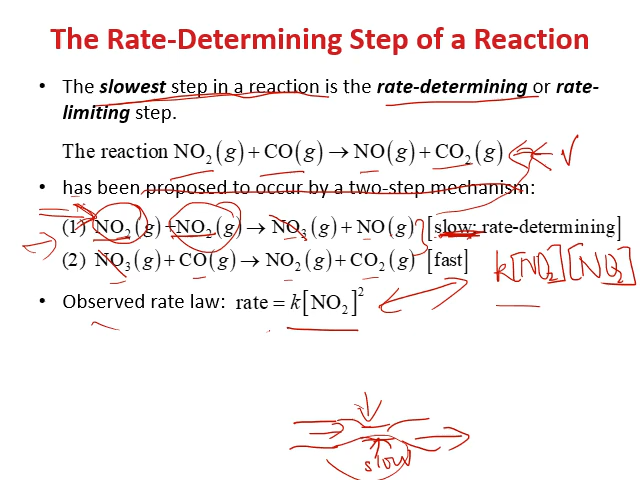 The Rate-Determining Step of a Reaction
• The slowest step in a reaction is the rate-determining or rate-
limiting step.
The reaction NO₂(g) + CO(g) → NO(g) + CO₂(g)
• has been proposed to occur by a two-step mechanism:
(1) NO₂(g) + NO₂(g) → NO₃(g) + NO(g) [slow: rate-determining]
(2) NO₃(g) + CO(g) → NO₂(g) + CO₂(g) [fast]
k[NO₂][NO₂]
• Observed rate law: rate = k[NO₂]²
slow